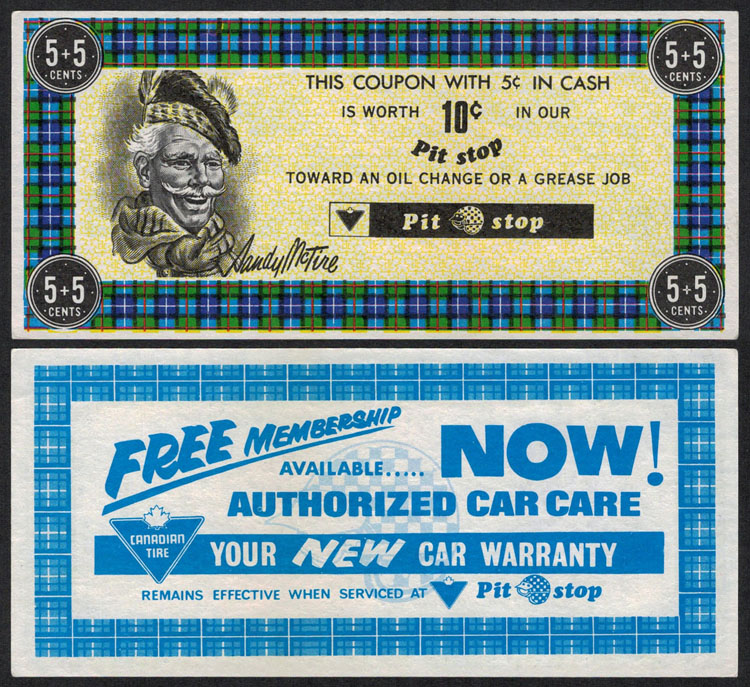 5+5 CENTS
5+5 CENTS
THIS COUPON WITH 5¢ IN CASH
IS WORTH 10¢ IN OUR
Pit stop
TOWARD AN OIL CHANGE OR A GREASE JOB
Pit stop
Sandy McTire
5+5 CENTS
5+5 CENTS
FREE MEMBERSHIP
AVAILABLE..... NOW!
AUTHORIZED CAR CARE
CANADIAN
TIRE
YOUR NEW CAR WARRANTY
REMAINS EFFECTIVE WHEN SERVICED AT Pit stop